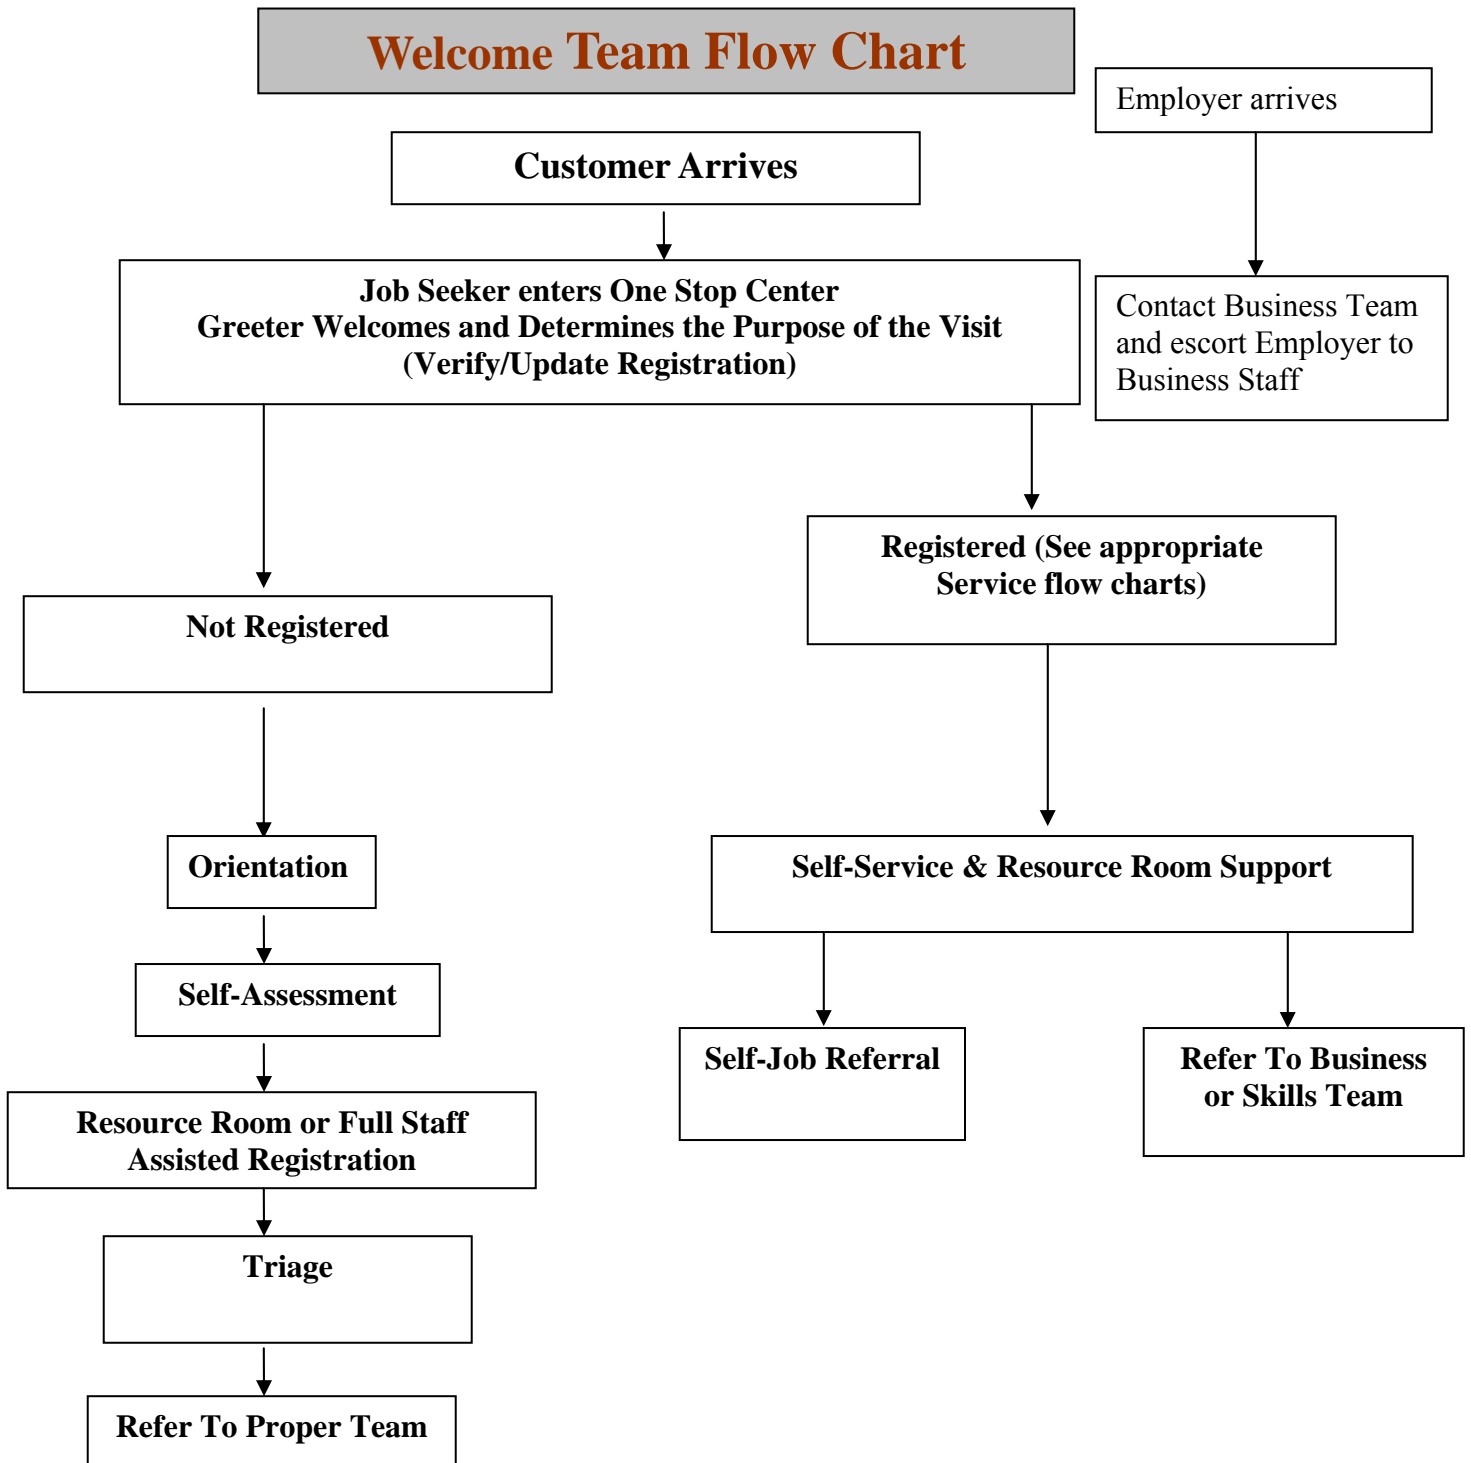 Welcome Team Flow Chart
Employer arrives
Customer Arrives
Job Seeker enters One Stop Center
Greeter Welcomes and Determines the Purpose of the Visit
(Verify/Update Registration)
Contact Business Team
and escort Employer to
Business Staff
Registered (See appropriate
Service flow charts)
Not Registered
Orientation
Self-Service & Resource Room Support
Self-Assessment
Self-Job Referral
Refer To Business
or Skills Team
Resource Room or Full Staff
Assisted Registration
Triage
Refer To Proper Team